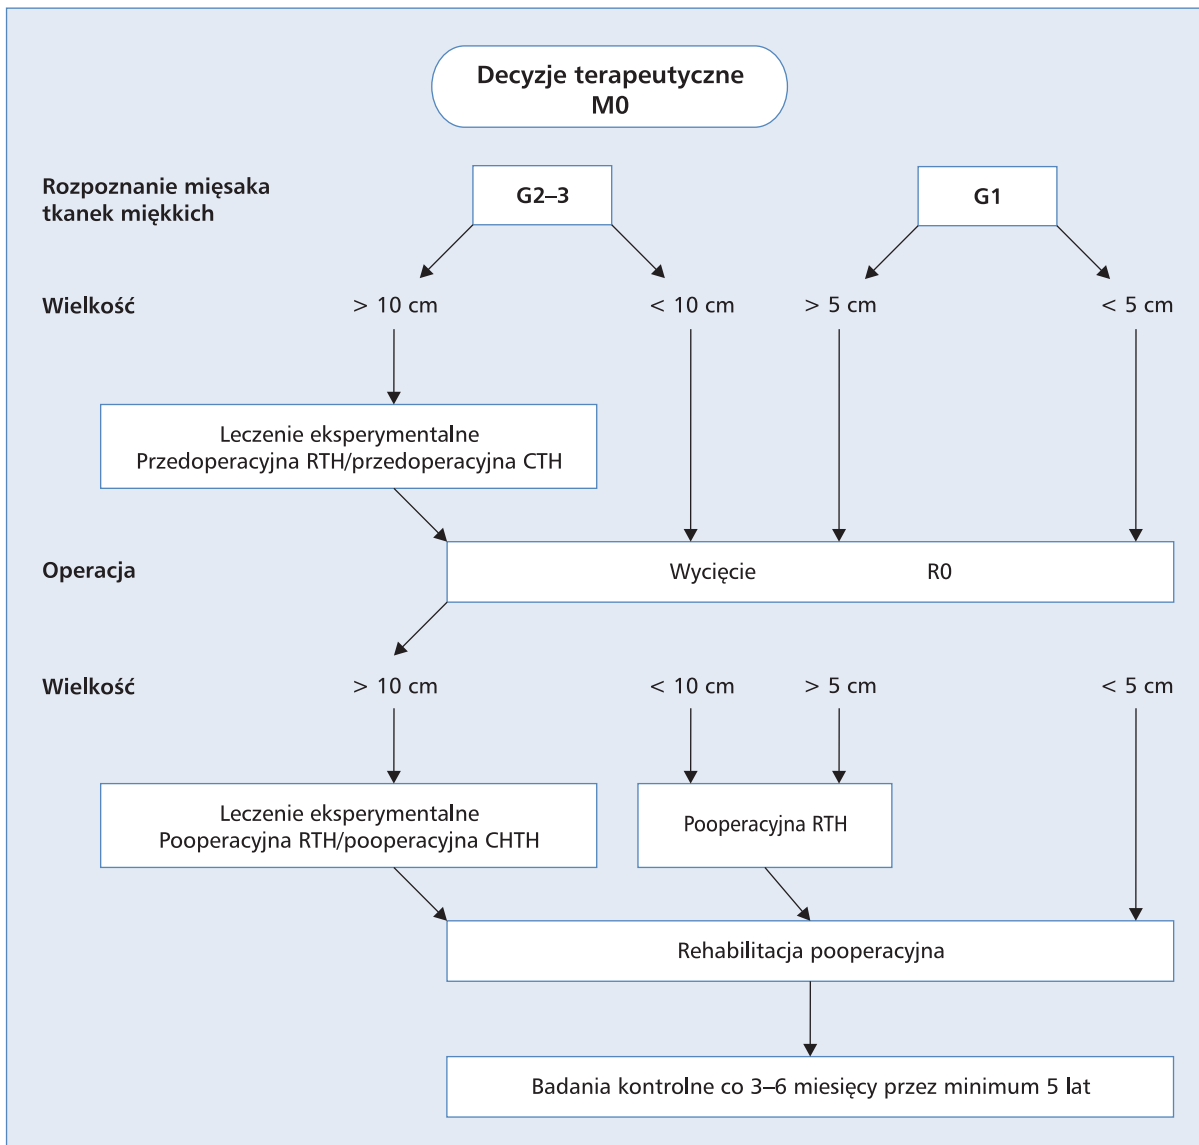 Decyzje terapeutyczne
M0
Rozpoznanie mięsaka
tkanek miękkich
G2–3
G1
Wielkość
> 10 cm
< 10 cm
> 5 cm
< 5 cm
Leczenie eksperymentalne
Przedoperacyjna RTH/przedoperacyjna CTH
Operacja
Wycięcie R0
Wielkość
> 10 cm
< 10 cm
> 5 cm
< 5 cm
Leczenie eksperymentalne
Pooperacyjna RTH/pooperacyjna CHTH
Pooperacyjna RTH
Rehabilitacja pooperacyjna
Badania kontrolne co 3–6 miesięcy przez minimum 5 lat